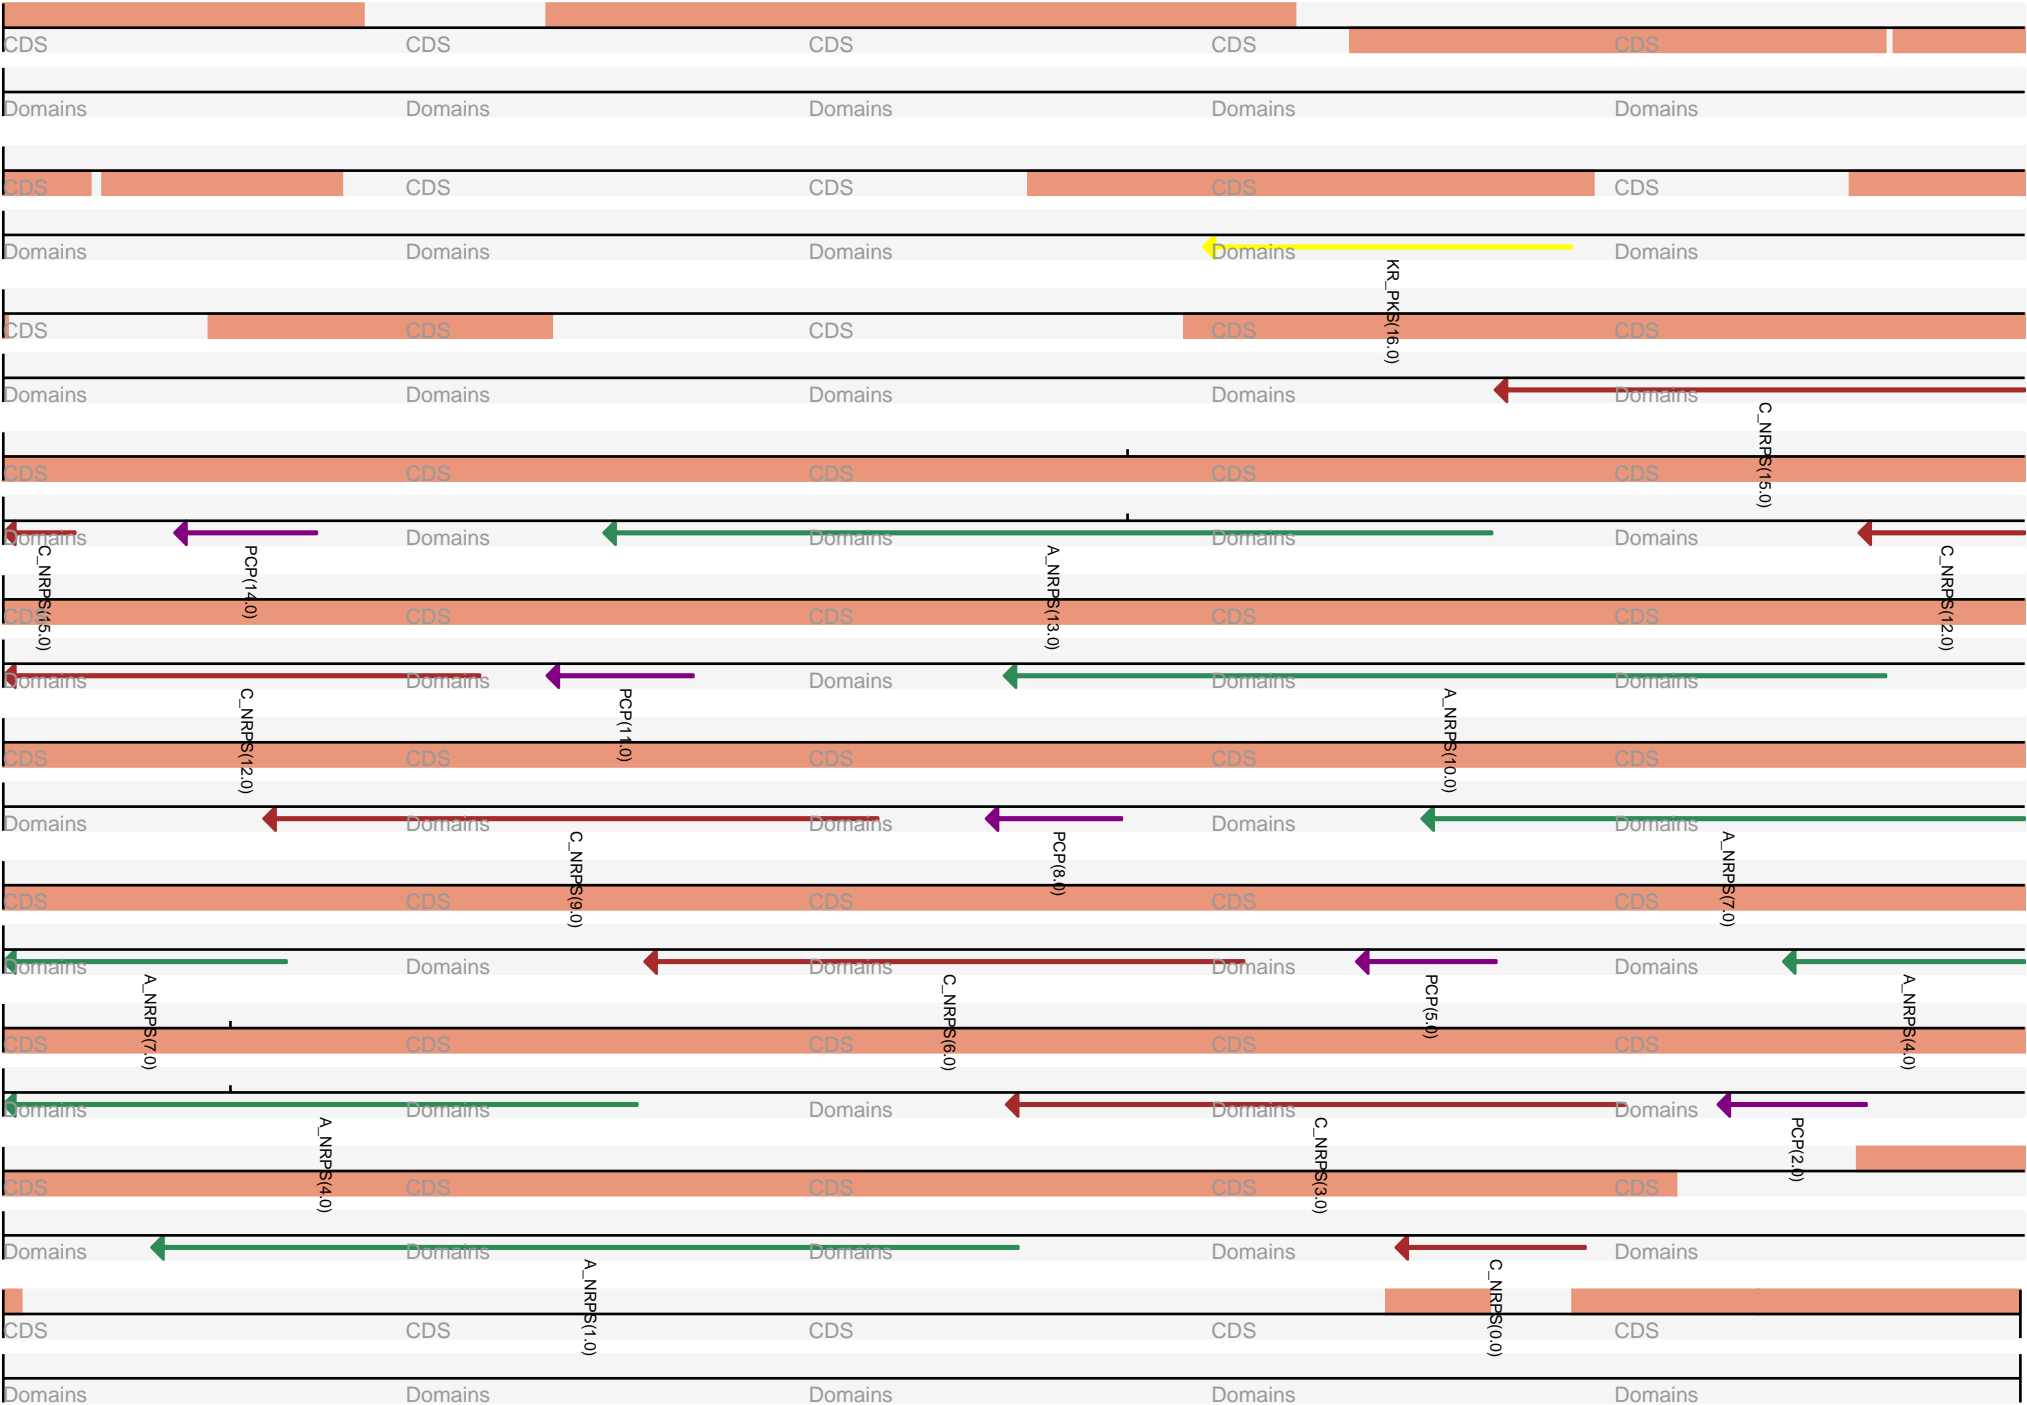 CDS CDS CDS CDS CDS
Domains Domains Domains Domains Domains
CDS CDS CDS CDS CDS
Domains Domains Domains Domains Domains
KR_PKS(16.0)
CDS CDS CDS CDS CDS
Domains Domains Domains Domains Domains
C_NRPS(15.0)
CDS CDS CDS CDS CDS
Domains Domains Domains Domains Domains
C_NRPS(15.0) PCP(14.0) A_NRPS(13.0) C_NRPS(12.0)
CDS CDS CDS CDS CDS
Domains Domains Domains Domains Domains
C_NRPS(12.0) PCP(11.0) A_NRPS(10.0)
CDS CDS CDS CDS CDS
Domains Domains Domains Domains Domains
C_NRPS(9.0) PCP(8.0) A_NRPS(7.0)
CDS CDS CDS CDS CDS
Domains Domains Domains Domains Domains
A_NRPS(7.0) C_NRPS(6.0) PCP(5.0) A_NRPS(4.0)
CDS CDS CDS CDS CDS
Domains Domains Domains Domains Domains
A_NRPS(4.0) C_NRPS(3.0) PCP(2.0)
CDS CDS CDS CDS CDS
Domains Domains Domains Domains Domains
A_NRPS(1.0) C_NRPS(0.0)
CDS CDS CDS CDS CDS
Domains Domains Domains Domains Domains